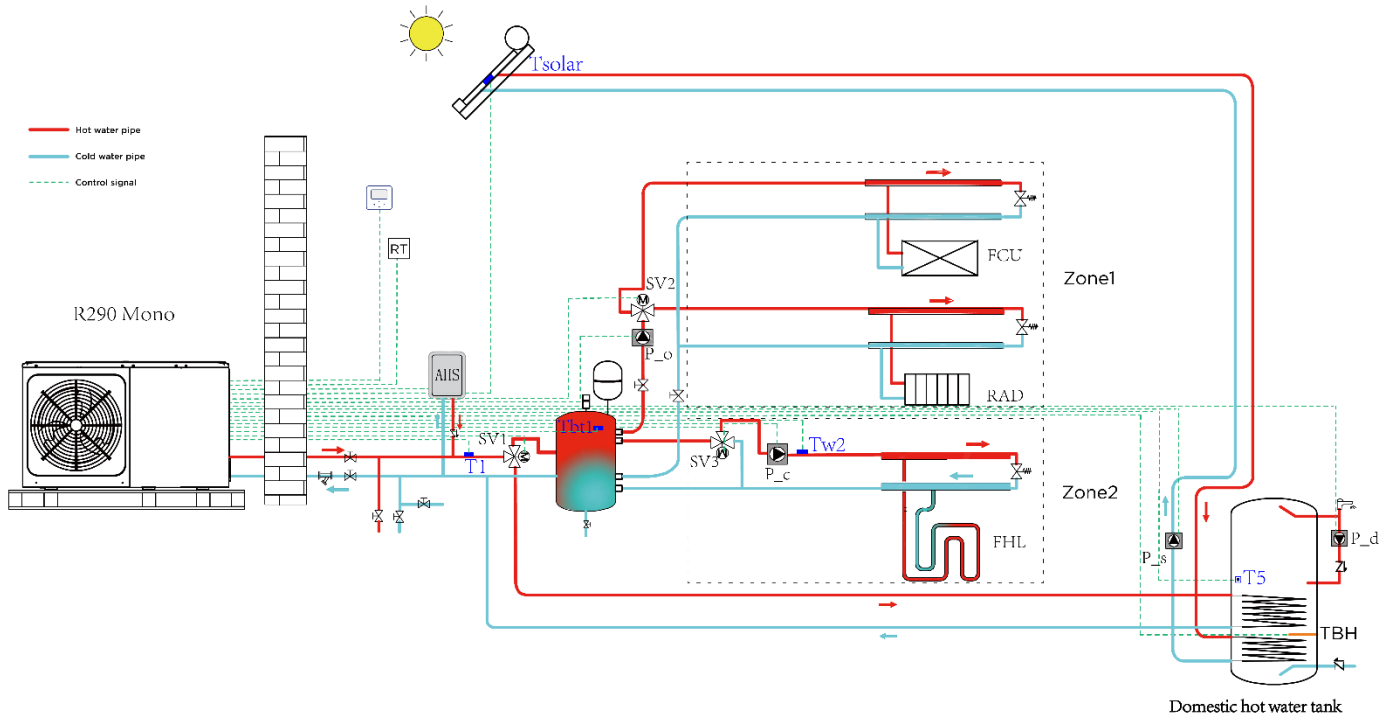 Tsolar
Hot water pipe
Cold water pipe
Control signal
RT
FCU
Zone1
SV2
M
R290 Mono
P_o
AHS
RAD
Tbt1
SV1
M
T1
SV3
M
P_c
Tw2
Zone2
FHL
P_s
P_d
T5
TBH
Domestic hot water tank